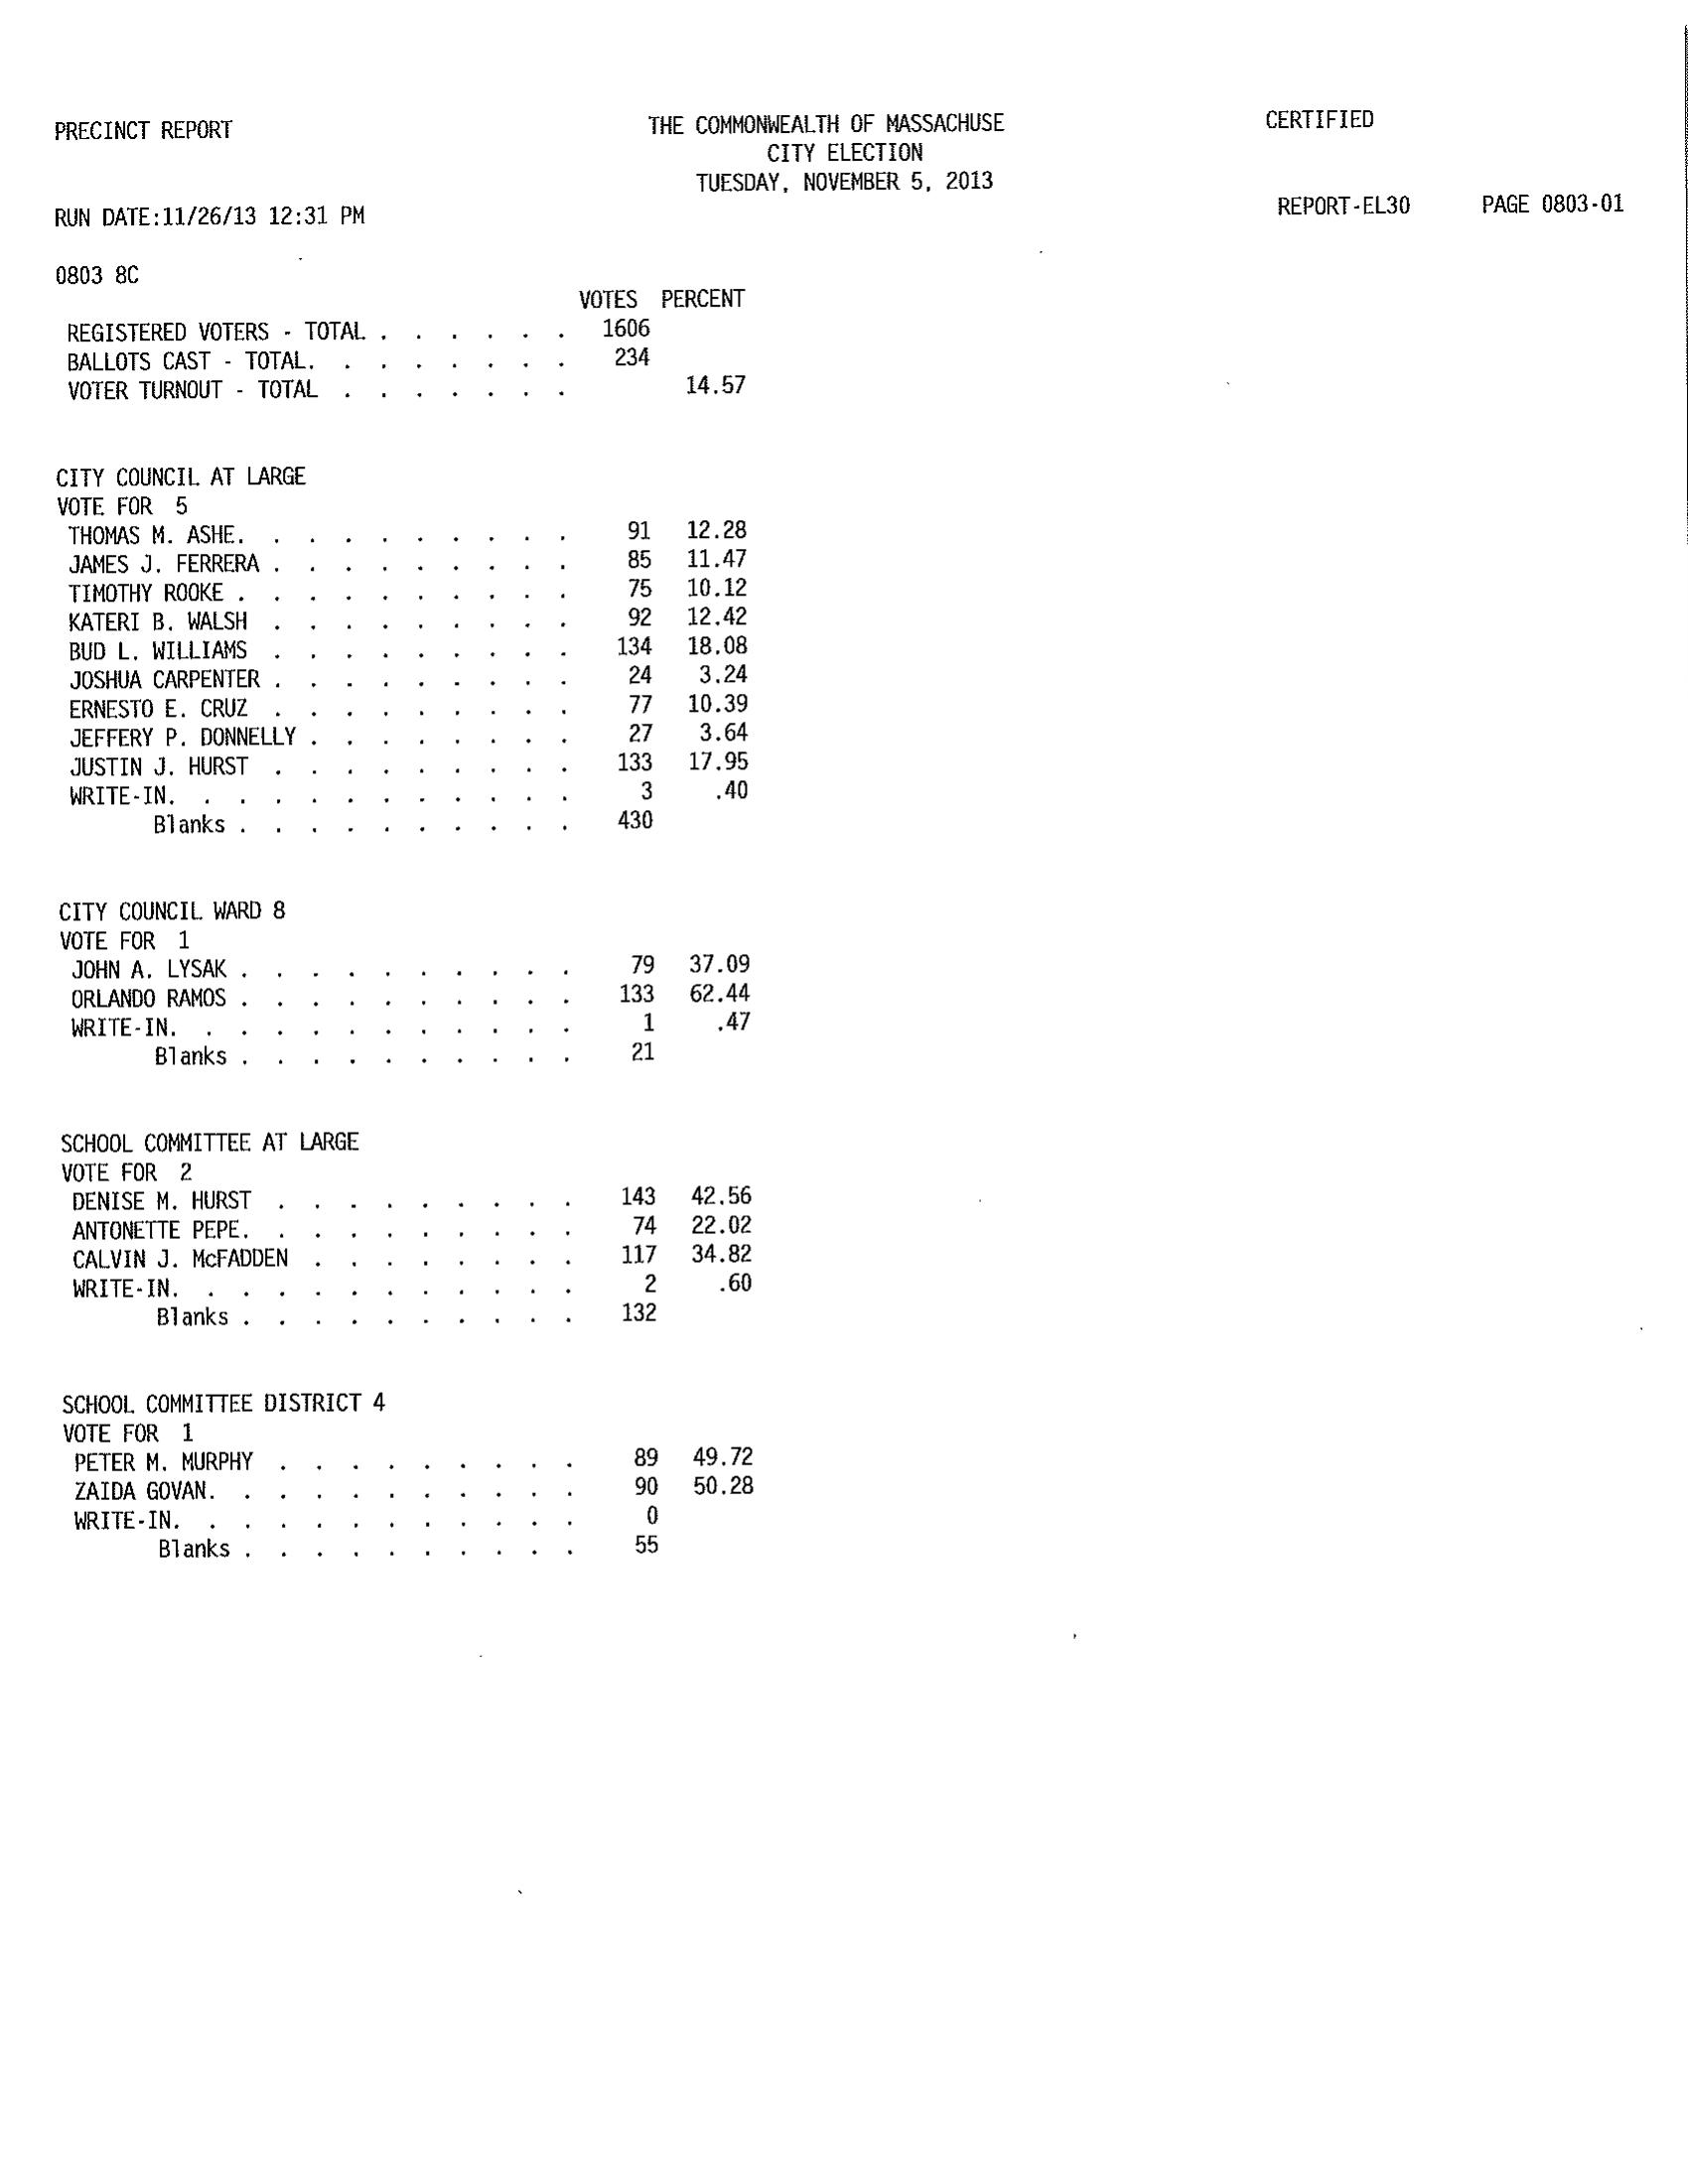 PRECINCT REPORT THE COMMONWEALTH OF MASSACHUSE CERTIFIED
CITY ELECTION
TUESDAY, NOVEMBER 5, 2013
RUN DATE:11/26/13 12:31 PM REPORT-EL30 PAGE 0803-01
0803 8C
VOTES PERCENT
REGISTERED VOTERS - TOTAL . . . . . . 1606
BALLOTS CAST - TOTAL. . . . . . . . 234
VOTER TURNOUT - TOTAL . . . . . . . 14.57
CITY COUNCIL AT LARGE
VOTE FOR 5
THOMAS M. ASHE. . . . . . . . . . 91 12.28
JAMES J. FERRERA . . . . . . . . . 85 11.47
TIMOTHY ROOKE . . . . . . . . . . 75 10.12
KATERI B. WALSH . . . . . . . . . 92 12.42
BUD L. WILLIAMS . . . . . . . . . 134 18.08
JOSHUA CARPENTER . . . . . . . . . 24 3.24
ERNESTO E. CRUZ . . . . . . . . . 77 10.39
JEFFERY P. DONNELLY . . . . . . . . 27 3.64
JUSTIN J. HURST . . . . . . . . . 133 17.95
WRITE-IN. . . . . . . . . . . . 3 .40
Blanks . . . . . . . . . . 430
CITY COUNCIL WARD 8
VOTE FOR 1
JOHN A. LYSAK . . . . . . . . . . 79 37.09
ORLANDO RAMOS . . . . . . . . . . 133 62.44
WRITE-IN. . . . . . . . . . . . 1 .47
Blanks . . . . . . . . . . 21
SCHOOL COMMITTEE AT LARGE
VOTE FOR 2
DENISE M. HURST . . . . . . . . . 143 42.56
ANTONETTE PEPE. . . . . . . . . . 74 22.02
CALVIN J. McFADDEN . . . . . . . . 117 34.82
WRITE-IN. . . . . . . . . . . . 2 .60
Blanks . . . . . . . . . . 132
SCHOOL COMMITTEE DISTRICT 4
VOTE FOR 1
PETER M. MURPHY . . . . . . . . . 89 49.72
ZAIDA GOVAN. . . . . . . . . . . 90 50.28
WRITE-IN. . . . . . . . . . . . 0
Blanks . . . . . . . . . . 55